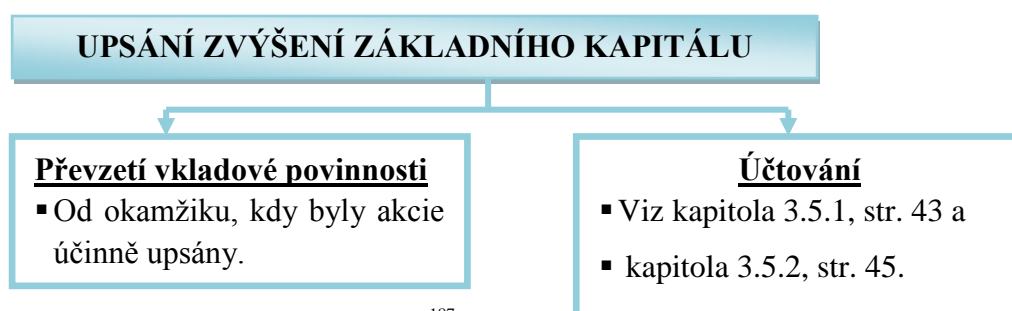 UPSÁNÍ ZVÝŠENÍ ZÁKLADNÍHO KAPITÁLU
Převzetí vkladové povinnosti
▪ Od okamžiku, kdy byly akcie
účinně upsány.
Účtování
▪ Viz kapitola 3.5.1, str. 43 a
▪ kapitola 3.5.2, str. 45.